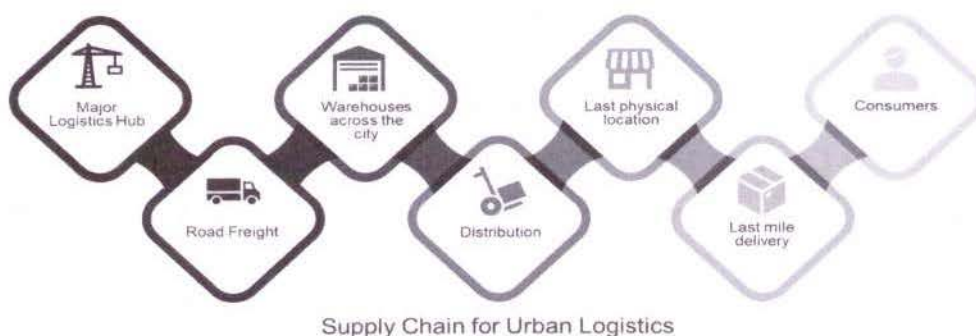 Major
Logistics Hub
Road Freight
Warehouses
across the
city
Distribution
Last physical
location
Last mile
delivery
Consumers
Supply Chain for Urban Logistics